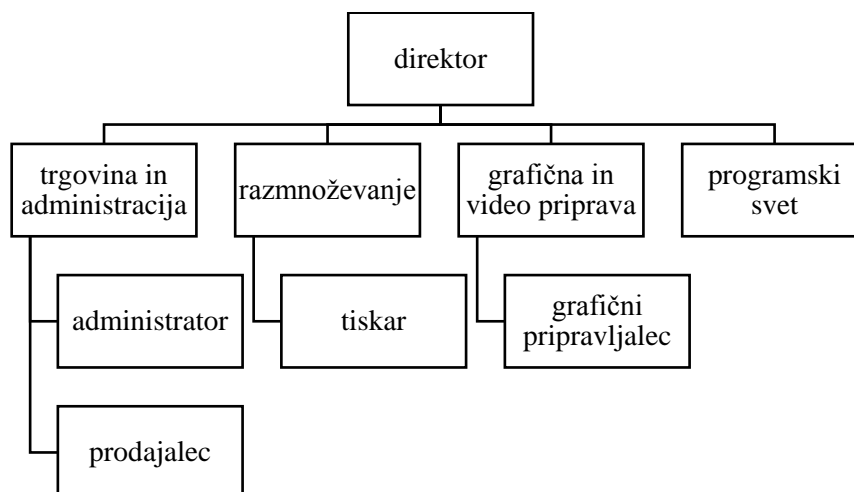 direktor
trgovina in
administracija
razmnoževanje
grafična in
video priprava
programski
svet
administrator
tiskar
grafični
pripravljalec
prodajalec